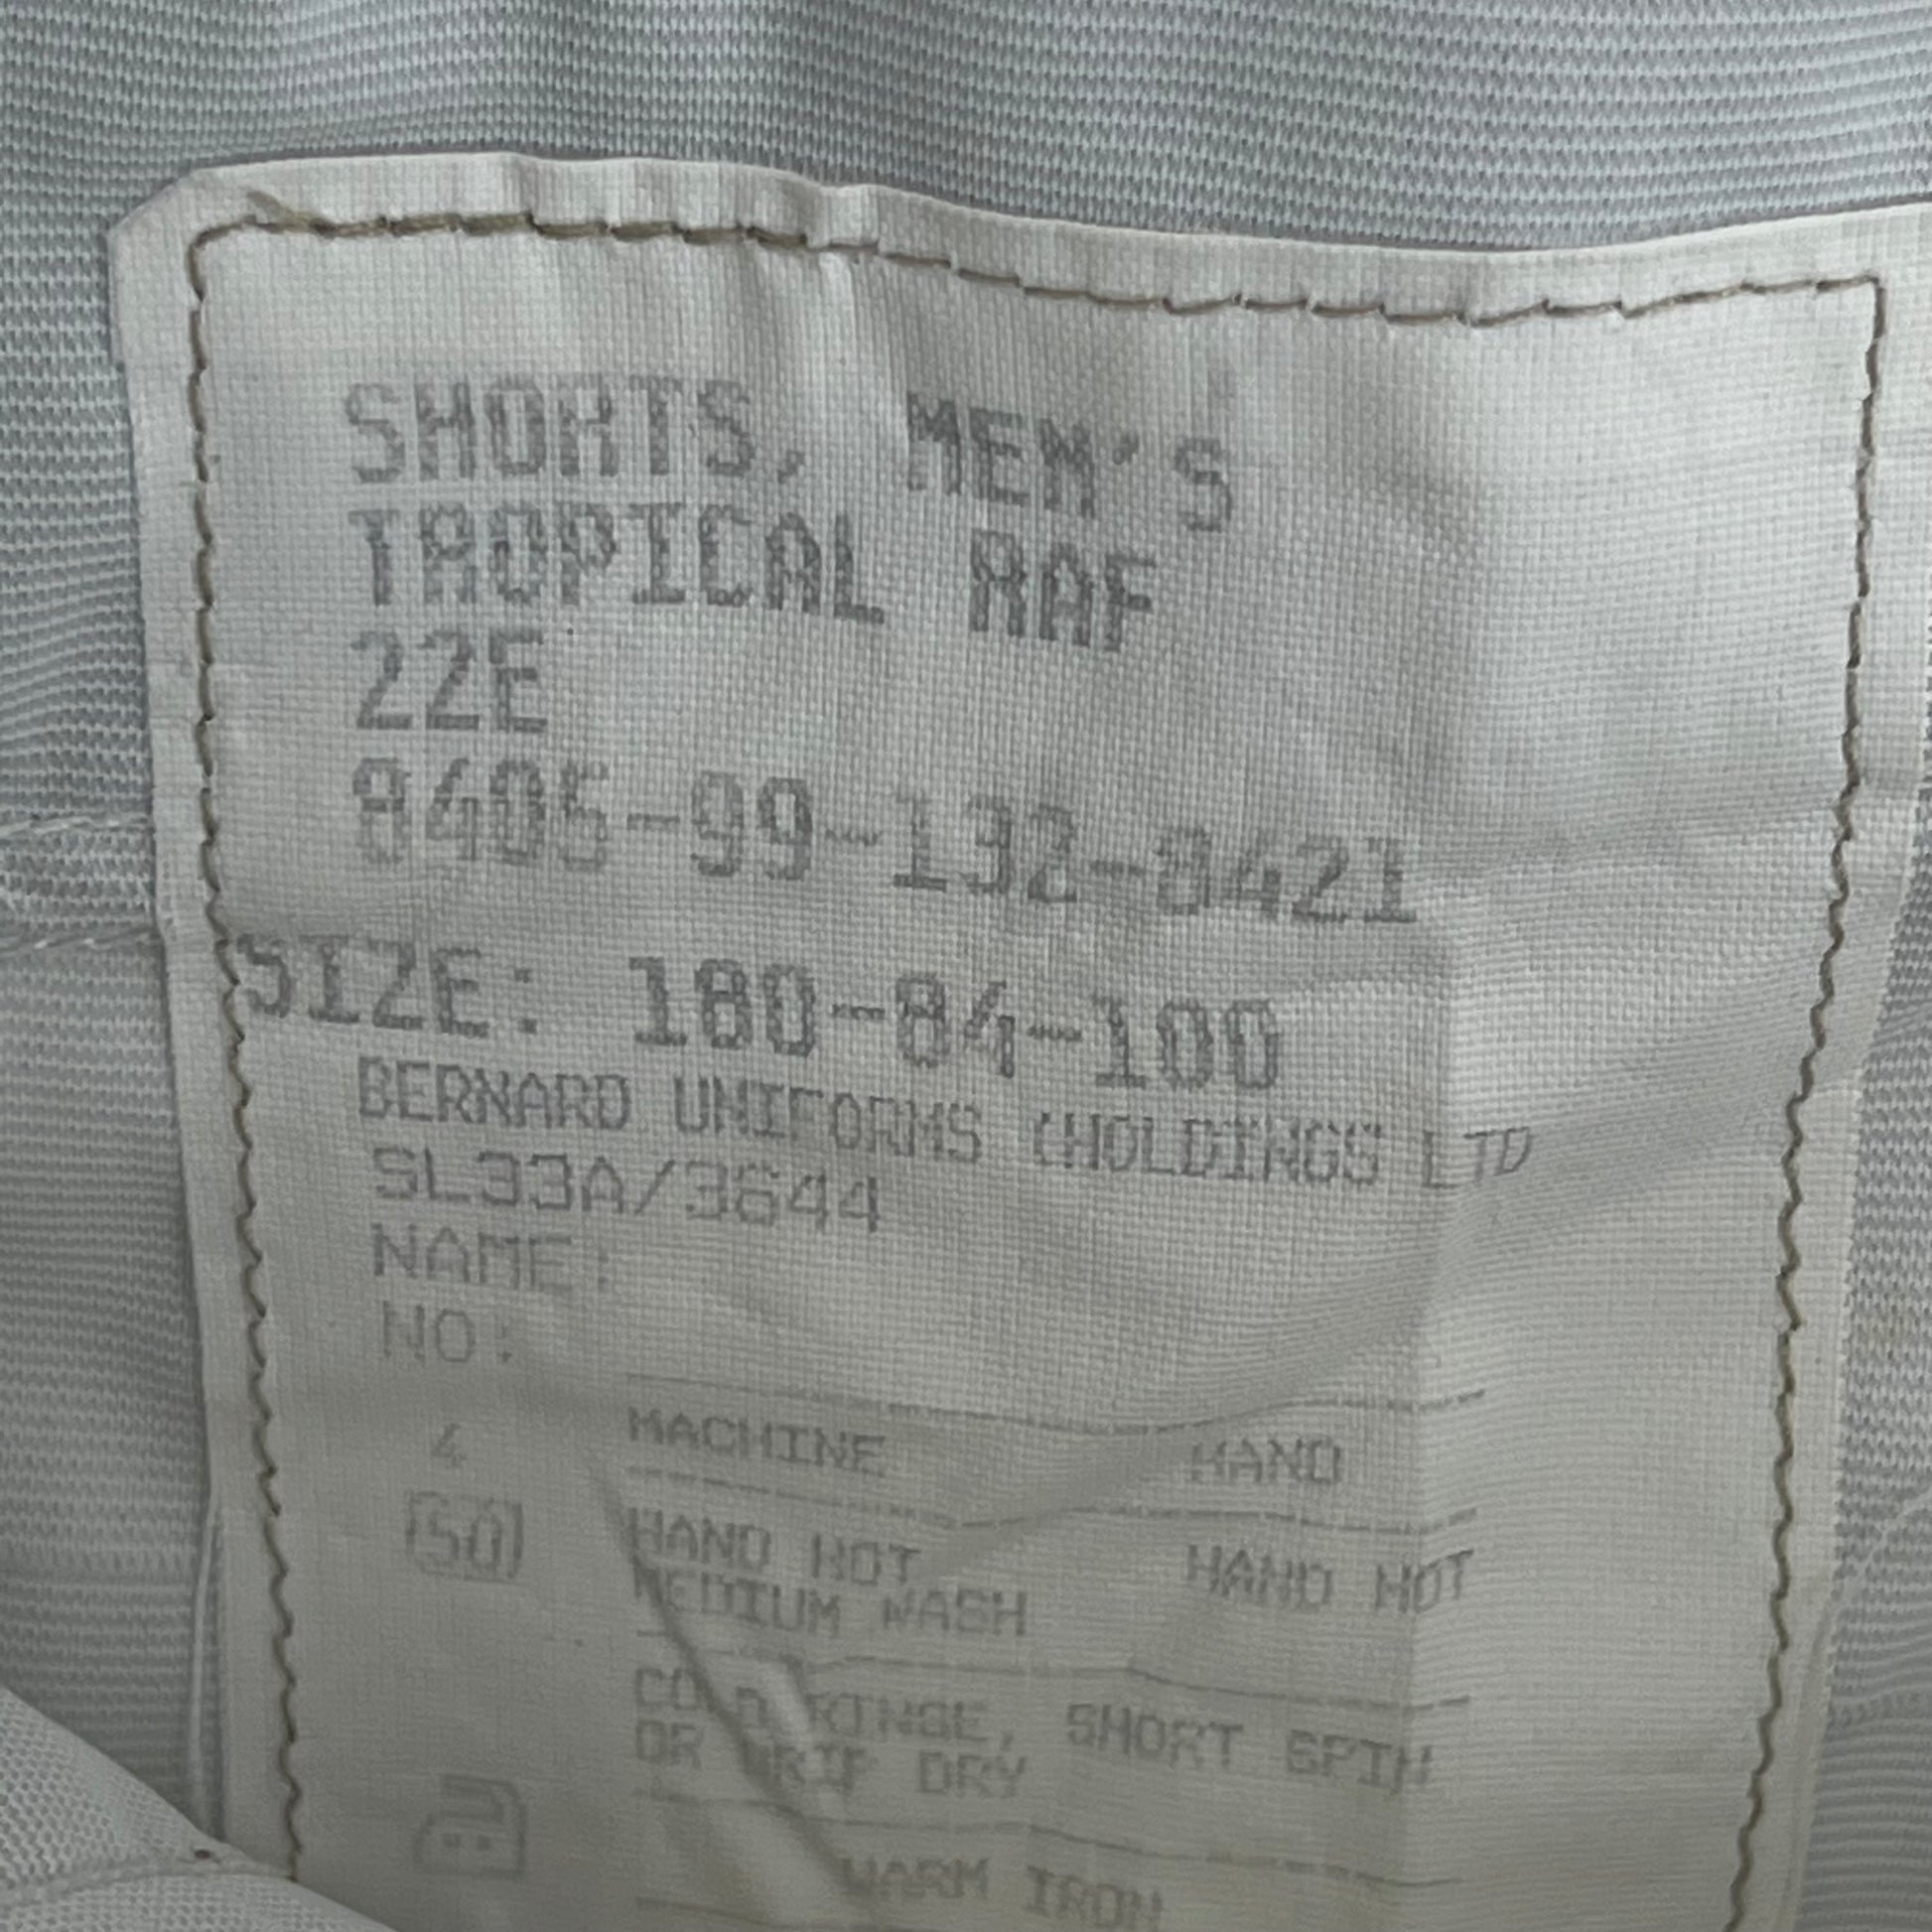 SHORTS, MEN'S
TROPICAL RAF
22E
8405-99-132-8421
SIZE: 180-84-100
BERNARD UNIFORMS (HOLDINGS LTD
SL33A/3644
NAME:
NO:
4 MACHINE HAND
50 HAND HOT HAND HOT
MEDIUM WASH
COLD RINSE, SHORT SPIN
OR DRIP DRY
WARM IRON